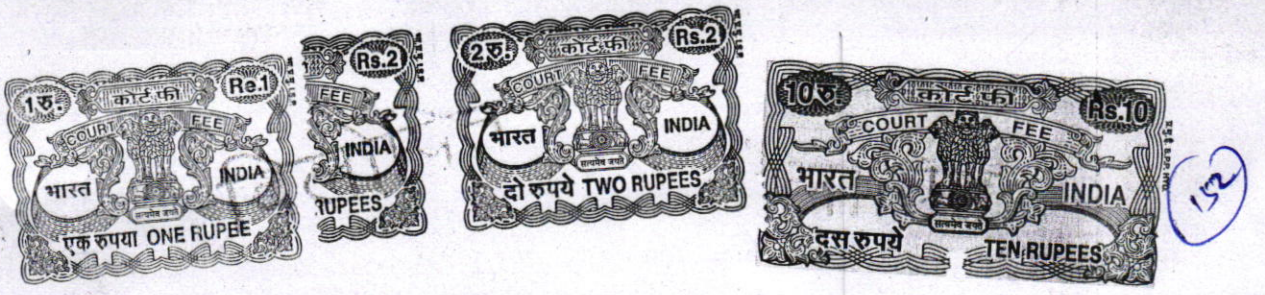 1रु. कोर्ट फी Re.1
COURT FEE
भारत INDIA
सत्यमेव जयते
एक रुपया ONE RUPEE
Rs.2
FEE
INDIA
RUPEES
2रु. कोर्ट फी Rs.2
COURT FEE
भारत INDIA
सत्यमेव जयते
दो रुपये TWO RUPEES
10रु. कोर्ट फी Rs.10
COURT FEE
भारत INDIA
सत्यमेव जयते
दस रुपये TEN RUPEES
152